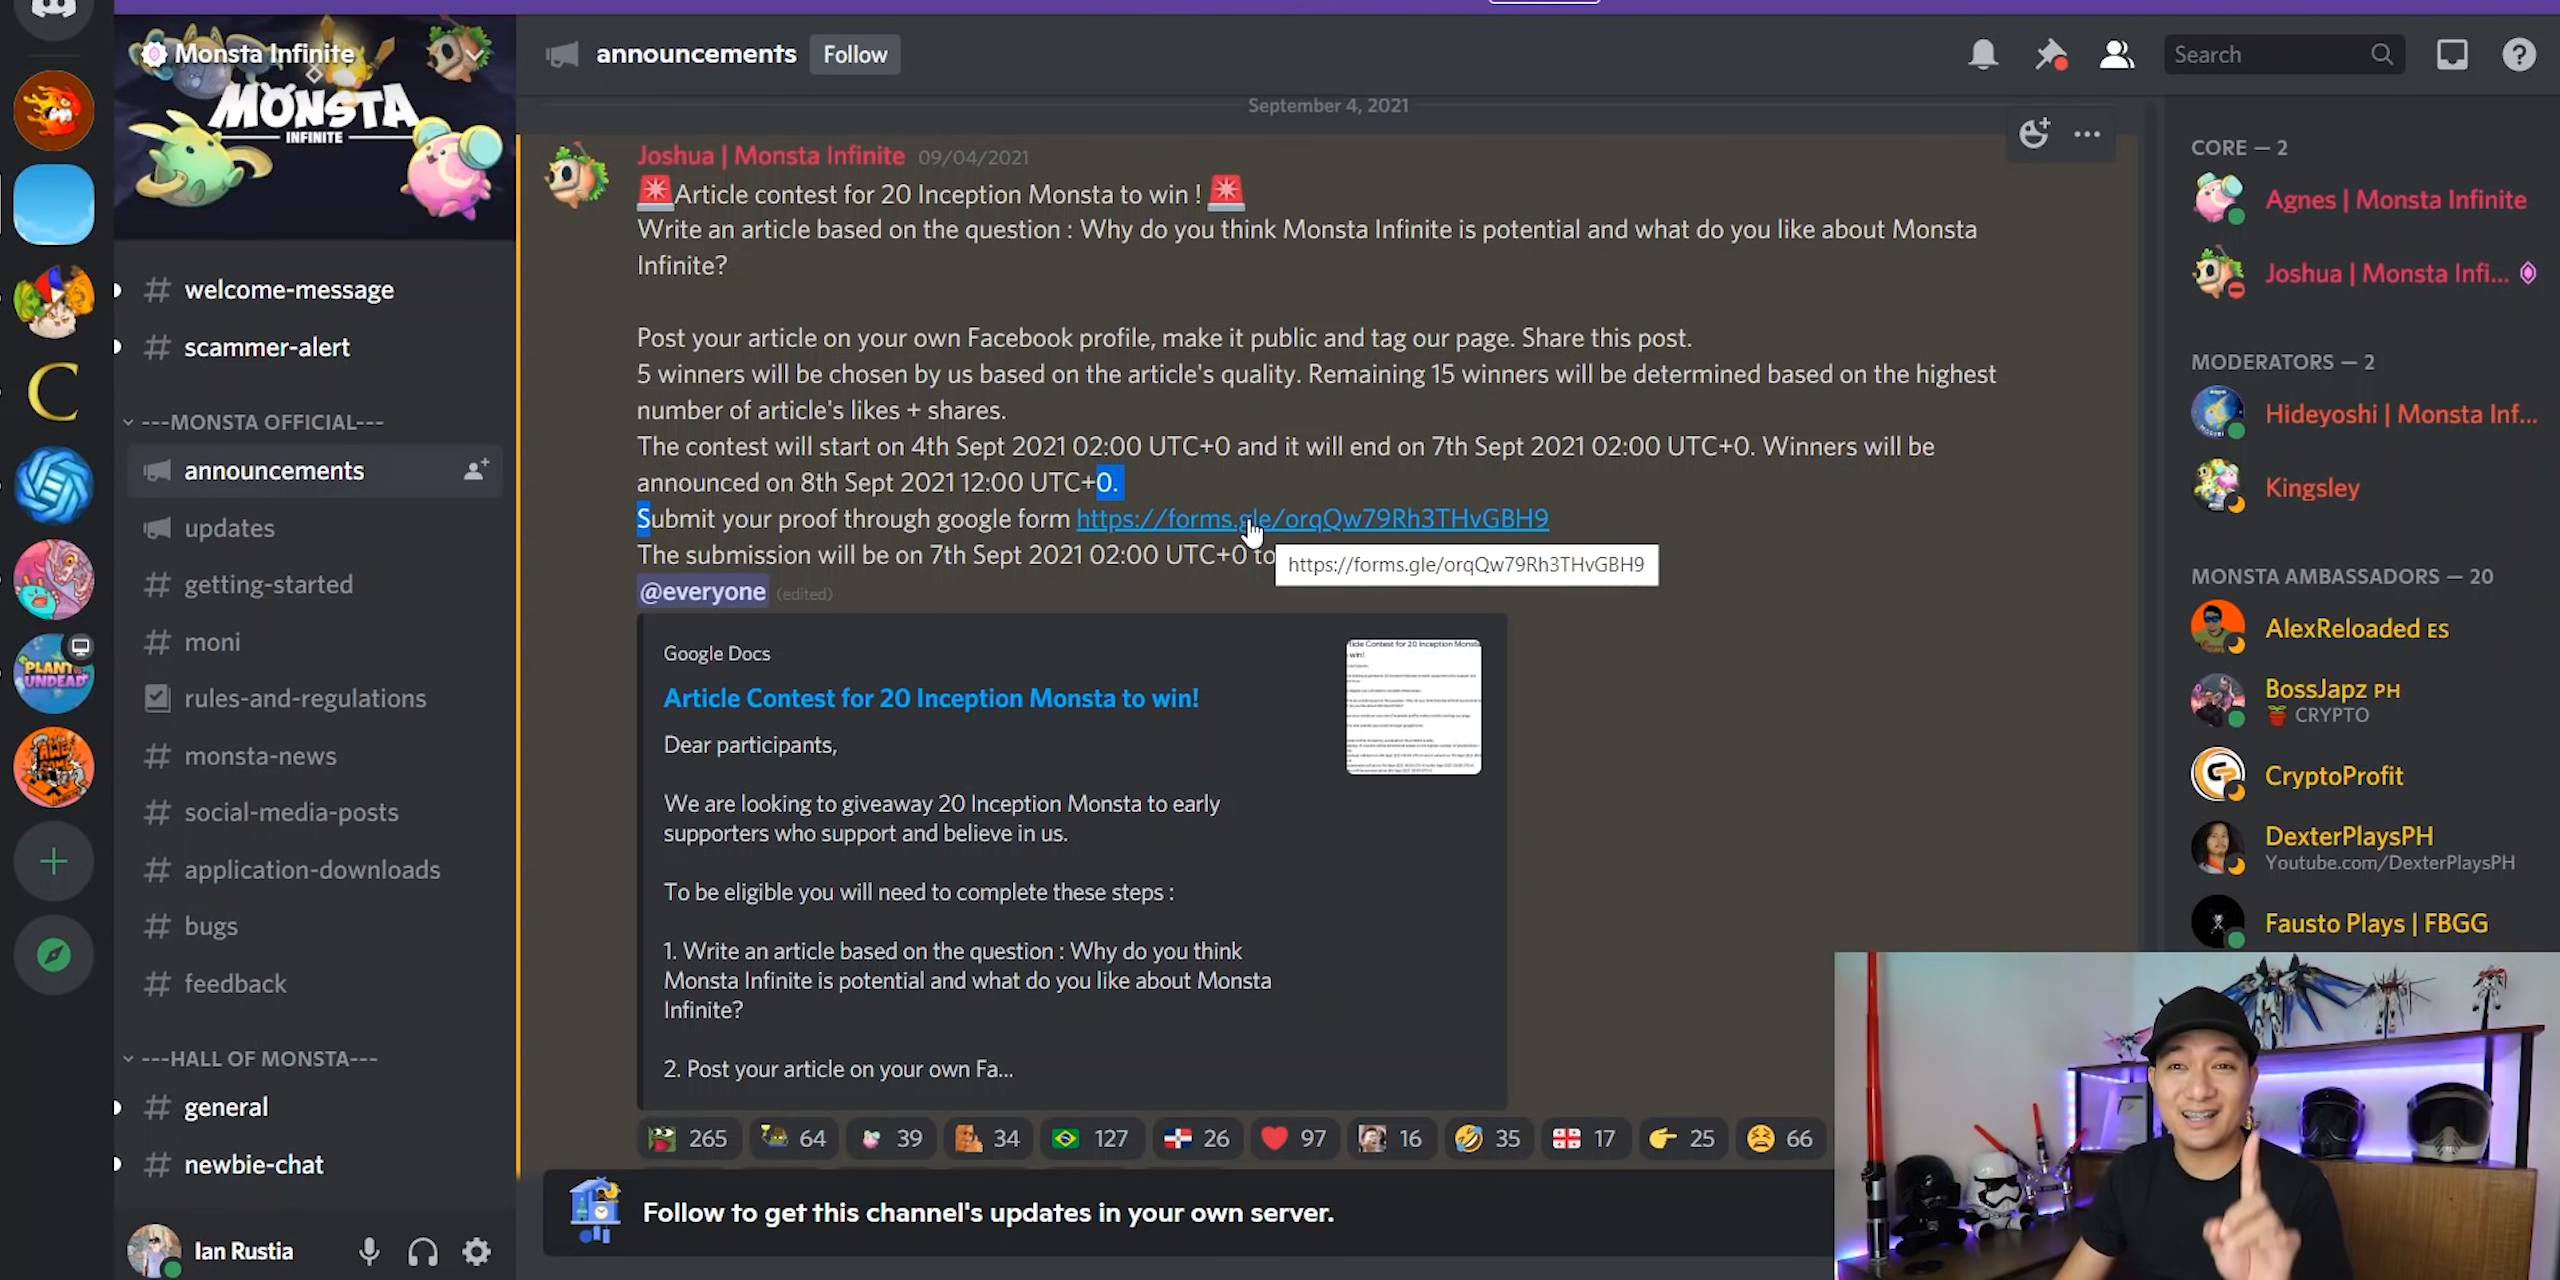 Monsta Infinite
MONSTA
INFINITE
announcements
Follow
Search
September 4, 2021
welcome-message
scammer-alert
---MONSTA OFFICIAL---
announcements
updates
getting-started
moni
rules-and-regulations
monsta-news
social-media-posts
application-downloads
bugs
feedback
---HALL OF MONSTA---
general
newbie-chat
Ian Rustia
PLANT
UNDEAD
C
Joshua | Monsta Infinite 09/04/2021
Article contest for 20 Inception Monsta to win !
Write an article based on the question : Why do you think Monsta Infinite is potential and what do you like about Monsta
Infinite?
Post your article on your own Facebook profile, make it public and tag our page. Share this post.
5 winners will be chosen by us based on the article's quality. Remaining 15 winners will be determined based on the highest
number of article's likes + shares.
The contest will start on 4th Sept 2021 02:00 UTC+0 and it will end on 7th Sept 2021 02:00 UTC+0. Winners will be
announced on 8th Sept 2021 12:00 UTC+0.
Submit your proof through google form https://forms.gle/orqQw79Rh3THvGBH9
The submission will be on 7th Sept 2021 02:00 UTC+0 to
https://forms.gle/orqQw79Rh3THvGBH9
@everyone (edited)
Google Docs
Article Contest for 20 Inception Monsta to win!
Dear participants,
We are looking to giveaway 20 Inception Monsta to early
supporters who support and believe in us.
To be eligible you will need to complete these steps :
1. Write an article based on the question : Why do you think
Monsta Infinite is potential and what do you like about Monsta
Infinite?
2. Post your article on your own Fa...
265 64 39 34 127 26 97 16 35 17 25 66
Follow to get this channel's updates in your own server.
CORE — 2
Agnes | Monsta Infinite
Joshua | Monsta Infi...
MODERATORS — 2
Hideyoshi | Monsta Inf...
Kingsley
MONSTA AMBASSADORS — 20
AlexReloaded ES
BossJapz PH
CRYPTO
CryptoProfit
DexterPlaysPH
Youtube.com/DexterPlaysPH
Fausto Plays | FBGG